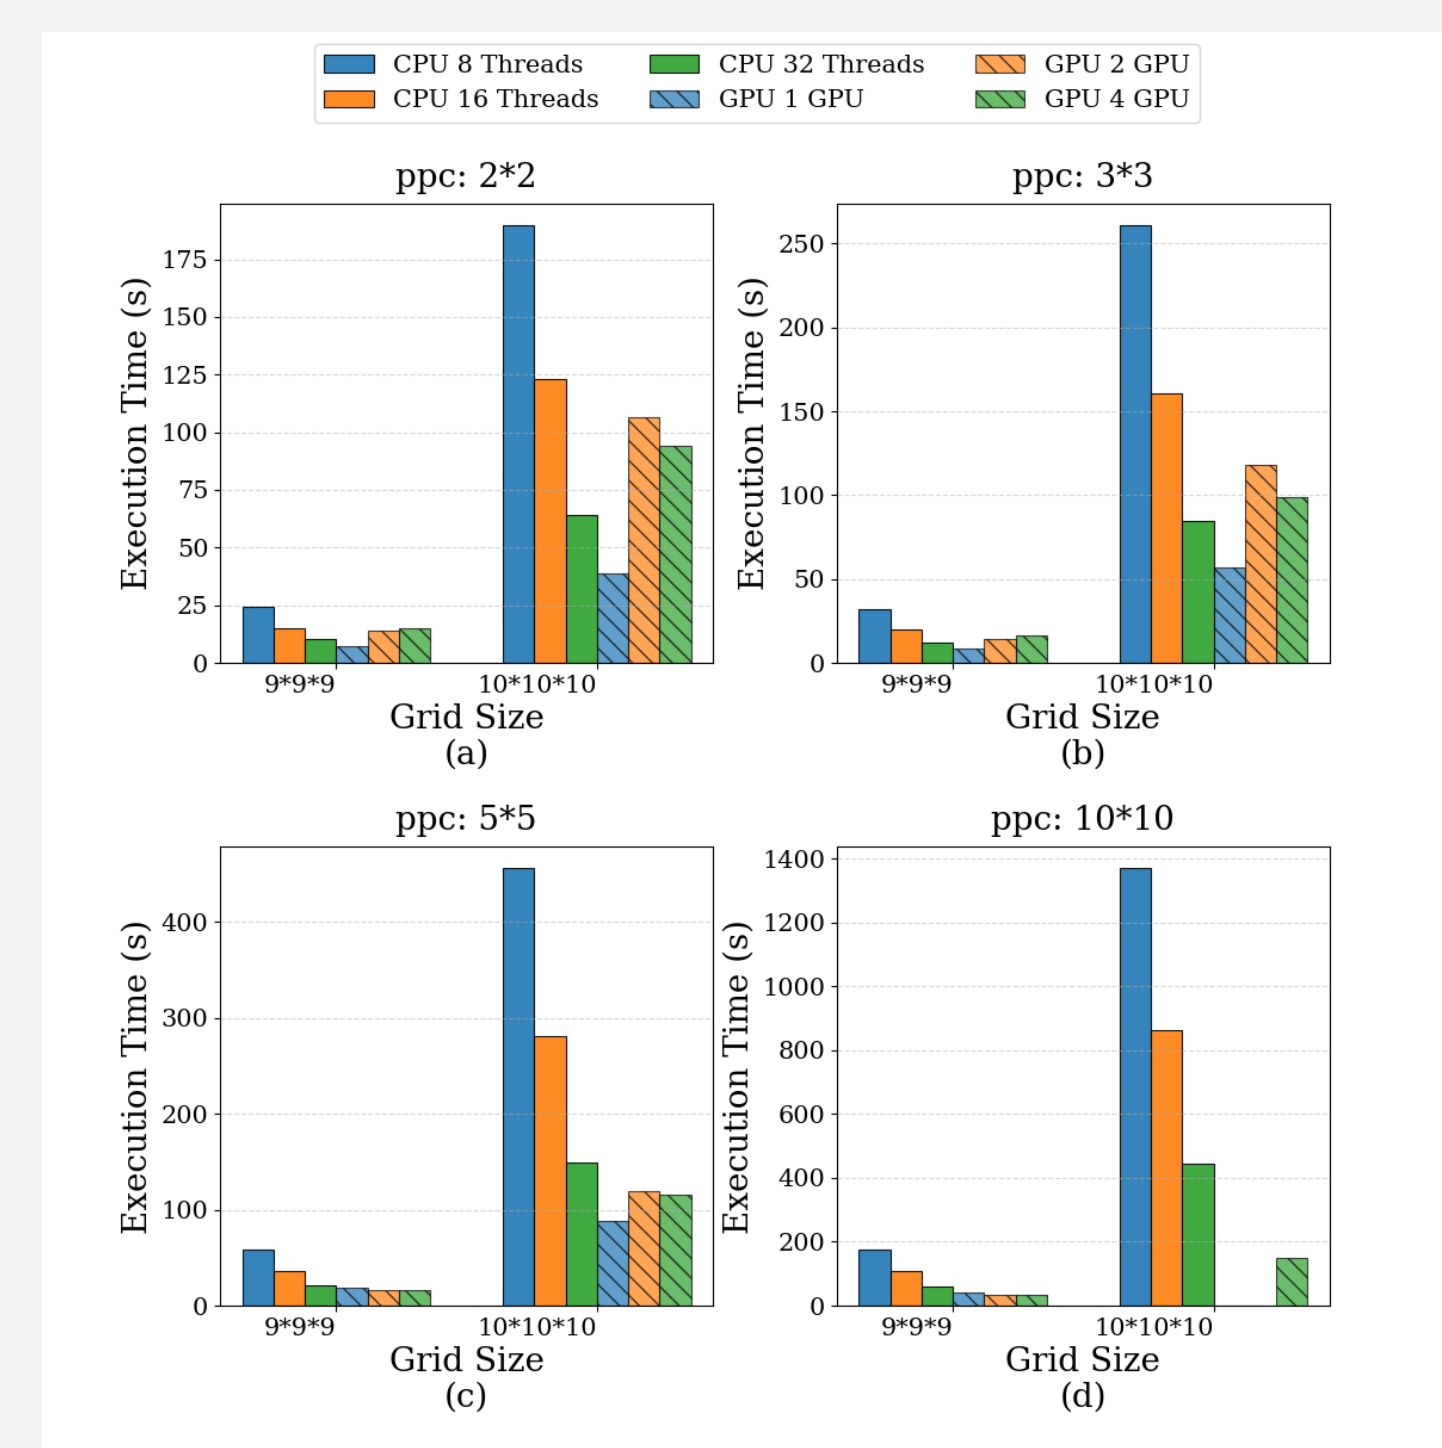 CPU 8 Threads CPU 32 Threads GPU 2 GPU
CPU 16 Threads GPU 1 GPU GPU 4 GPU
ppc: 2*2
Execution Time (s)
175
150
125
100
75
50
25
0
9*9*9 10*10*10
Grid Size
(a)
ppc: 3*3
Execution Time (s)
250
200
150
100
50
0
9*9*9 10*10*10
Grid Size
(b)
ppc: 5*5
Execution Time (s)
400
300
200
100
0
9*9*9 10*10*10
Grid Size
(c)
ppc: 10*10
Execution Time (s)
1400
1200
1000
800
600
400
200
0
9*9*9 10*10*10
Grid Size
(d)